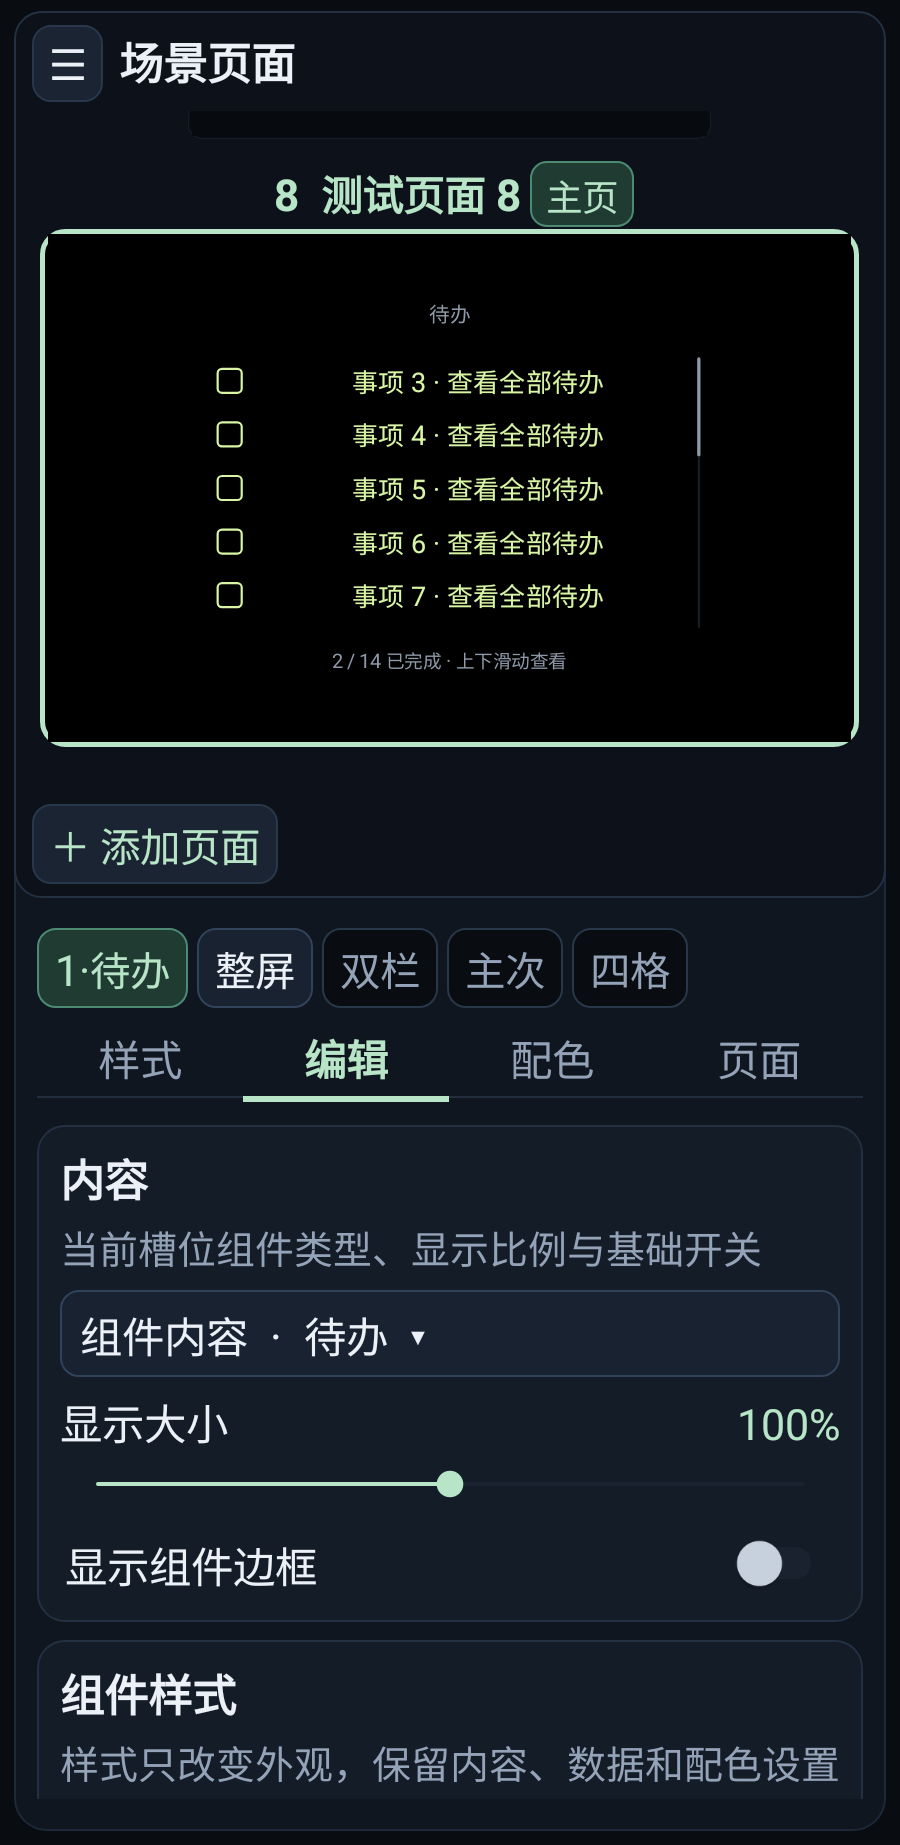 ☰ 场景页面
8 测试页面 8 主页
待办
事项 3 · 查看全部待办
事项 4 · 查看全部待办
事项 5 · 查看全部待办
事项 6 · 查看全部待办
事项 7 · 查看全部待办
2 / 14 已完成 · 上下滑动查看
＋ 添加页面
1·待办 整屏 双栏 主次 四格
样式 编辑 配色 页面
内容
当前槽位组件类型、显示比例与基础开关
组件内容 · 待办 ▾
显示大小 100%
显示组件边框
组件样式
样式只改变外观，保留内容、数据和配色设置